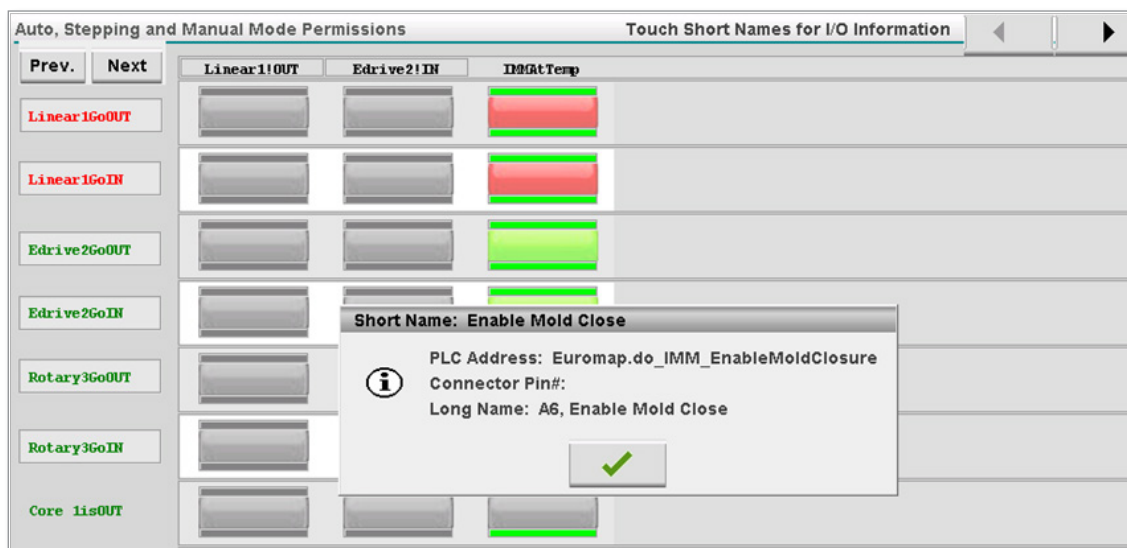 Auto, Stepping and Manual Mode Permissions Touch Short Names for I/O Information
Prev. Next Linear1!OUT Edrive2!IN IMMAtTemp
Linear1GoOUT
Linear1GoIN
Edrive2GoOUT
Edrive2GoIN
Short Name: Enable Mold Close
PLC Address: Euromap.do_IMM_EnableMoldClosure
Rotary3GoOUT
Connector Pin#:
Long Name: A6, Enable Mold Close
Rotary3GoIN
Core 1isOUT